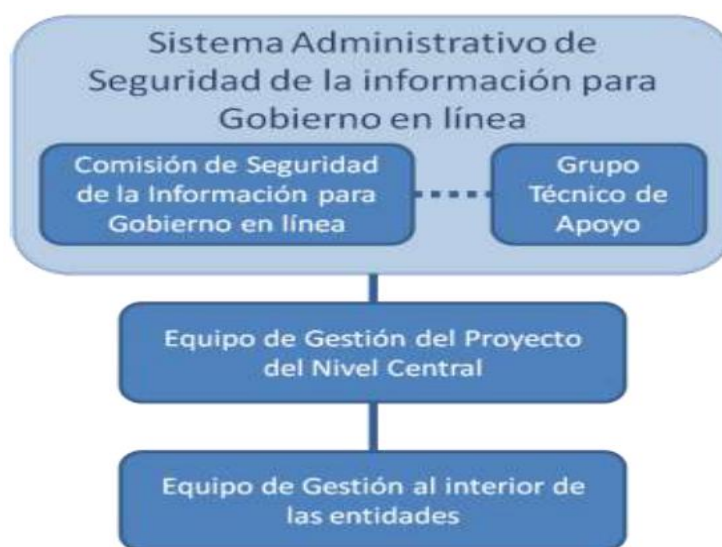 Sistema Administrativo de
Seguridad de la información para
Gobierno en línea
Comisión de Seguridad
de la Información para
Gobierno en línea
Grupo
Técnico de
Apoyo
Equipo de Gestión del Proyecto
del Nivel Central
Equipo de Gestión al interior de
las entidades